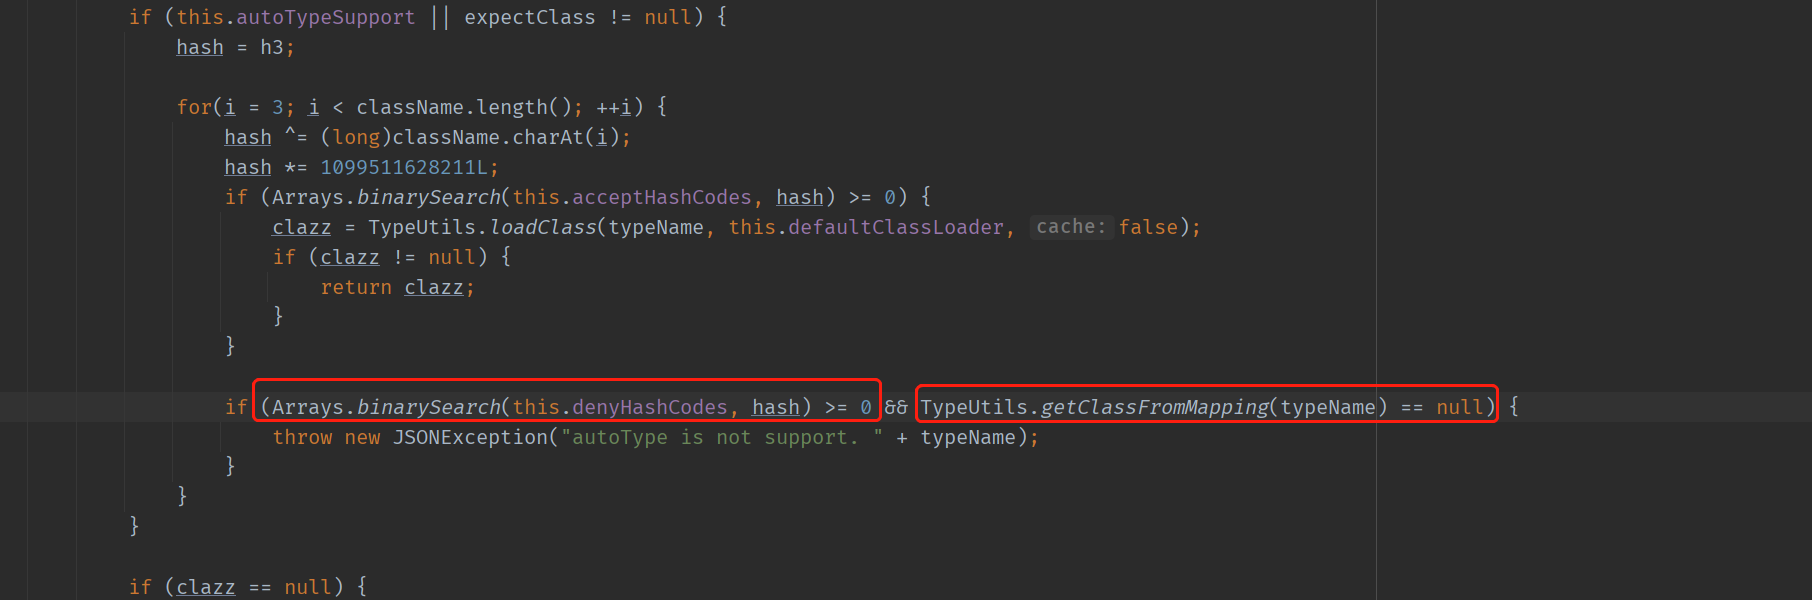 if (this.autoTypeSupport || expectClass != null) {
hash = h3;
for(i = 3; i < className.length(); ++i) {
hash ^= (long)className.charAt(i);
hash *= 1099511628211L;
if (Arrays.binarySearch(this.acceptHashCodes, hash) >= 0) {
clazz = TypeUtils.loadClass(typeName, this.defaultClassLoader, cache: false);
if (clazz != null) {
return clazz;
}
}
if (Arrays.binarySearch(this.denyHashCodes, hash) >= 0 && TypeUtils.getClassFromMapping(typeName) == null) {
throw new JSONException("autoType is not support. " + typeName);
}
}
}
if (clazz == null) {